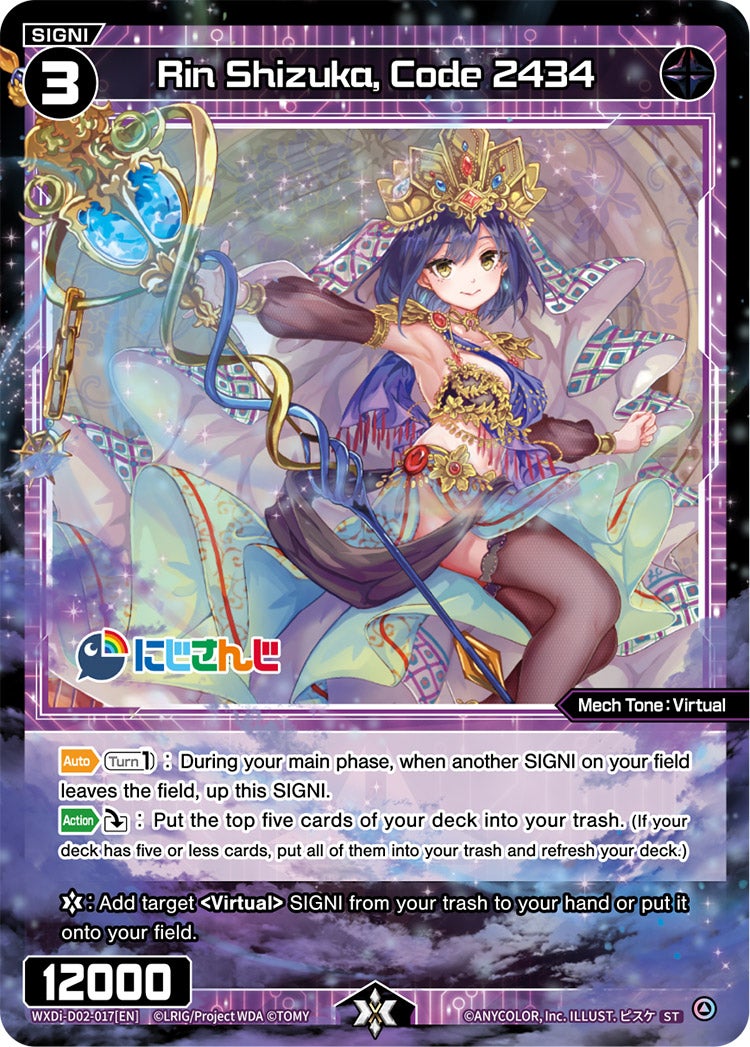 SIGNI
3
Rin Shizuka, Code 2434
にじさんじ
Mech Tone：Virtual
Auto Turn 1 : During your main phase, when another SIGNI on your field
leaves the field, up this SIGNI.
Action : Put the top five cards of your deck into your trash. (If your
deck has five or less cards, put all of them into your trash and refresh your deck.)
: Add target <Virtual> SIGNI from your trash to your hand or put it
onto your field.
12000
WXDi-D02-017[EN] ©LRIG/Project WDA ©TOMY ©ANYCOLOR, Inc. ILLUST. ピスケ ST